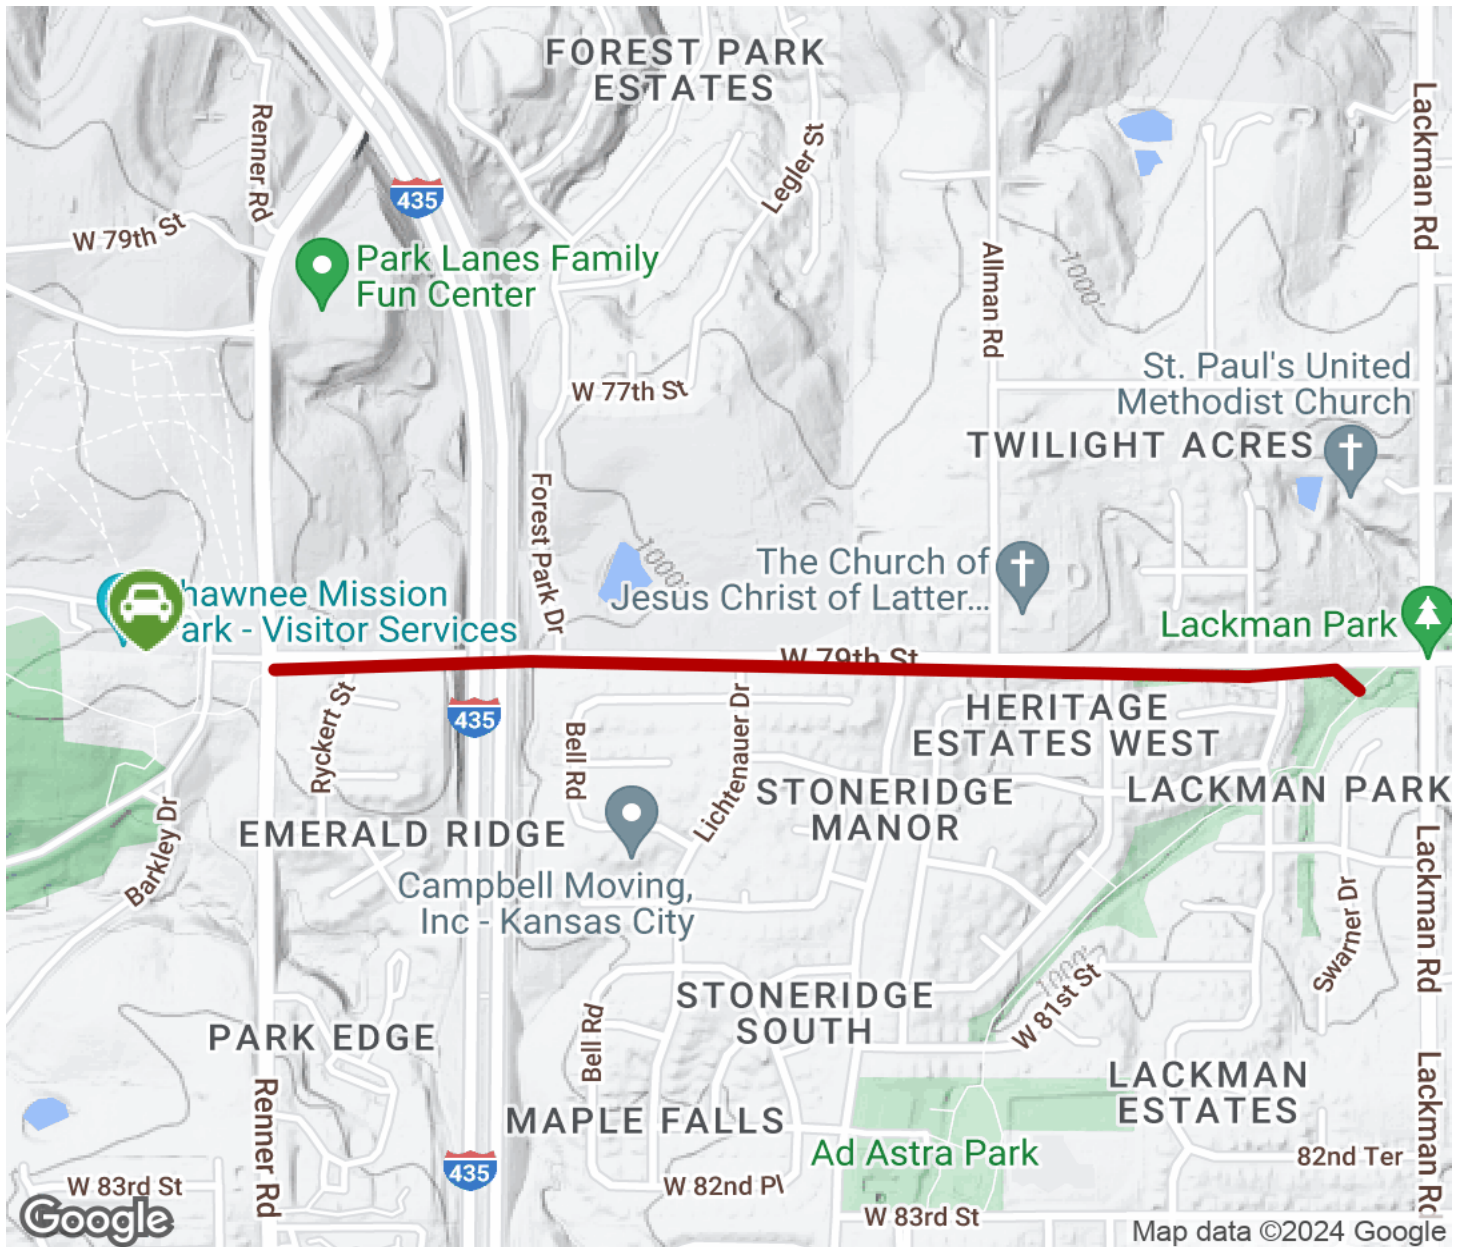 FOREST PARK
ESTATES
Renner Rd
435
Legler St
Lackman Rd
W 79th St
Park Lanes Family
Fun Center
Allman Rd
1000'
W 77th St
St. Paul's United
Methodist Church
TWILIGHT ACRES
Forest Park Dr
1000'
The Church of
Jesus Christ of Latter...
hawnee Mission
ark - Visitor Services
Lackman Park
W 79th St
Ryckert St
435
Bell Rd
Lichtenauer Dr
HERITAGE
ESTATES WEST
STONERIDGE
MANOR
LACKMAN PARK
EMERALD RIDGE
Barkley Dr
Campbell Moving,
Inc - Kansas City
Lackman Rd
Swarner Dr
1000'
W 81st St
STONERIDGE
SOUTH
PARK EDGE
Bell Rd
LACKMAN
ESTATES
Lackman Rd
Renner Rd
MAPLE FALLS
Ad Astra Park
82nd Ter
435
W 83rd St
W 82nd Pl
W 83rd St
Google
Map data ©2024 Google